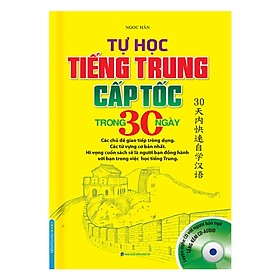 NGỌC HÂN
TỰ HỌC
TIẾNG TRUNG
CẤP TỐC
TRONG 30 NGÀY
Các chủ đề giao tiếp thông dụng.
Các từ vựng cơ bản nhất.
Hi vọng cuốn sách sẽ là người bạn đồng hành
với bạn trong việc học tiếng Trung.
30天内快速自学汉语